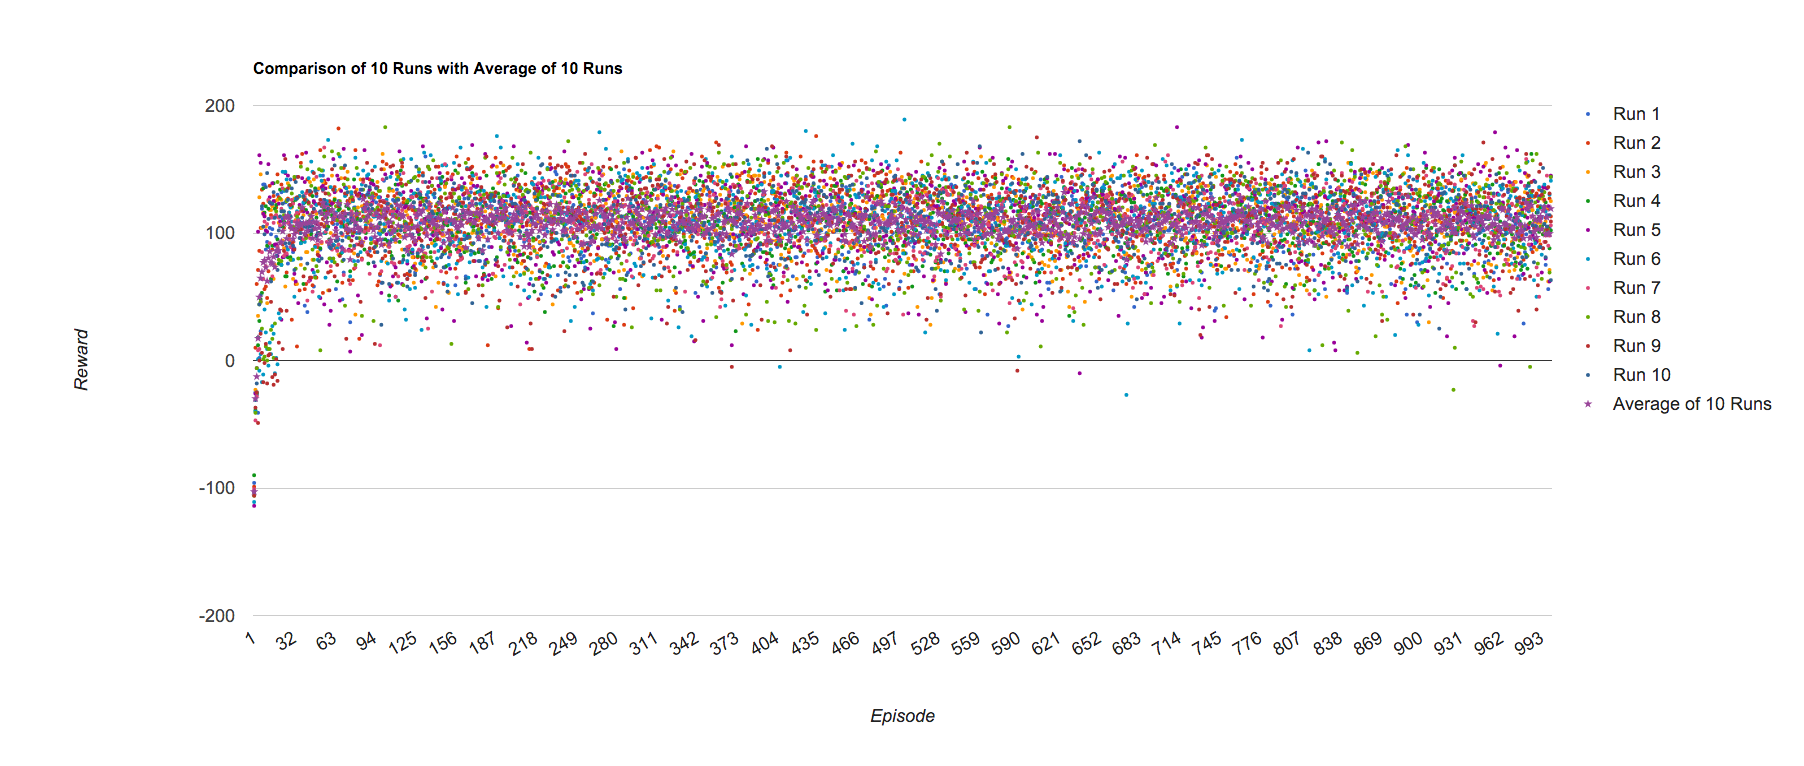 Comparison of 10 Runs with Average of 10 Runs
200
100
0
-100
-200
Reward
1 32 63 94 125 156 187 218 249 280 311 342 373 404 435 466 497 528 559 590 621 652 683 714 745 776 807 838 869 900 931 962 993
Episode
Run 1
Run 2
Run 3
Run 4
Run 5
Run 6
Run 7
Run 8
Run 9
Run 10
Average of 10 Runs